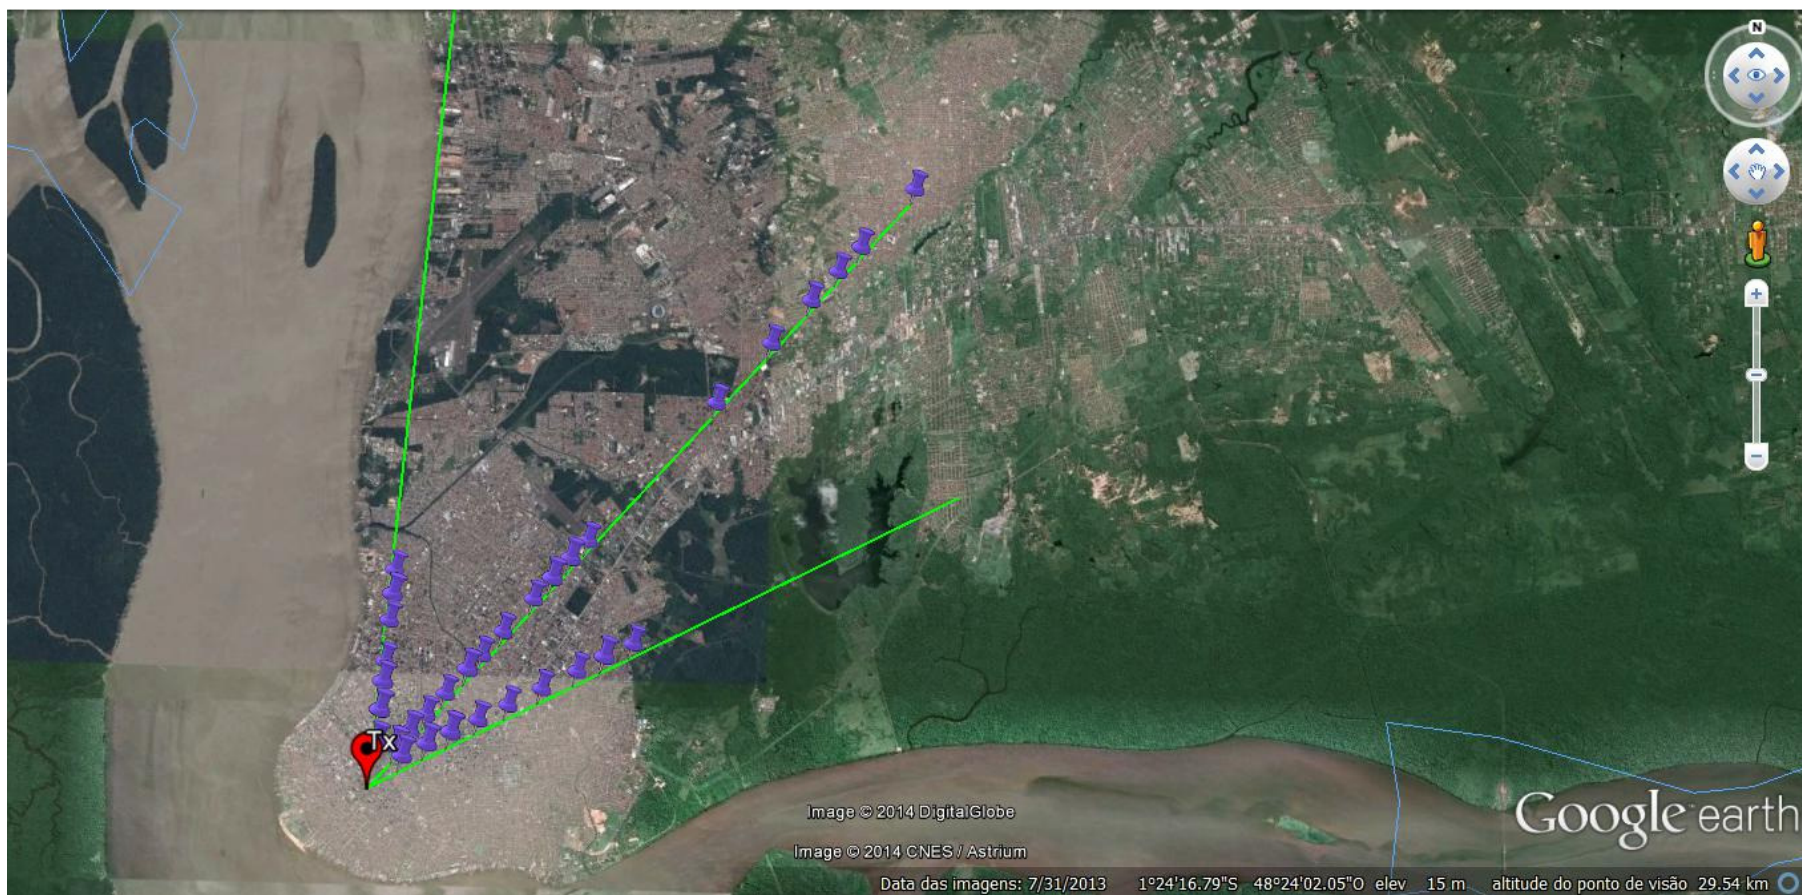 N
Tx
Image © 2014 DigitalGlobe
Google earth
Image © 2014 CNES / Astrium
Data das imagens: 7/31/2013 1°24'16.79"S 48°24'02.05"O elev 15 m altitude do ponto de visão 29.54 km